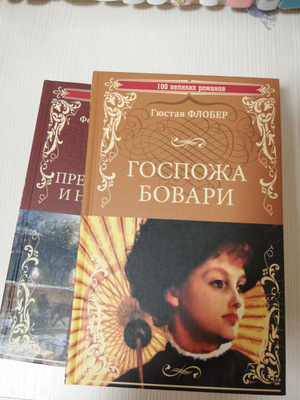 100 великих романов
Гюстав ФЛОБЕР
ГОСПОЖА
БОВАРИ
И